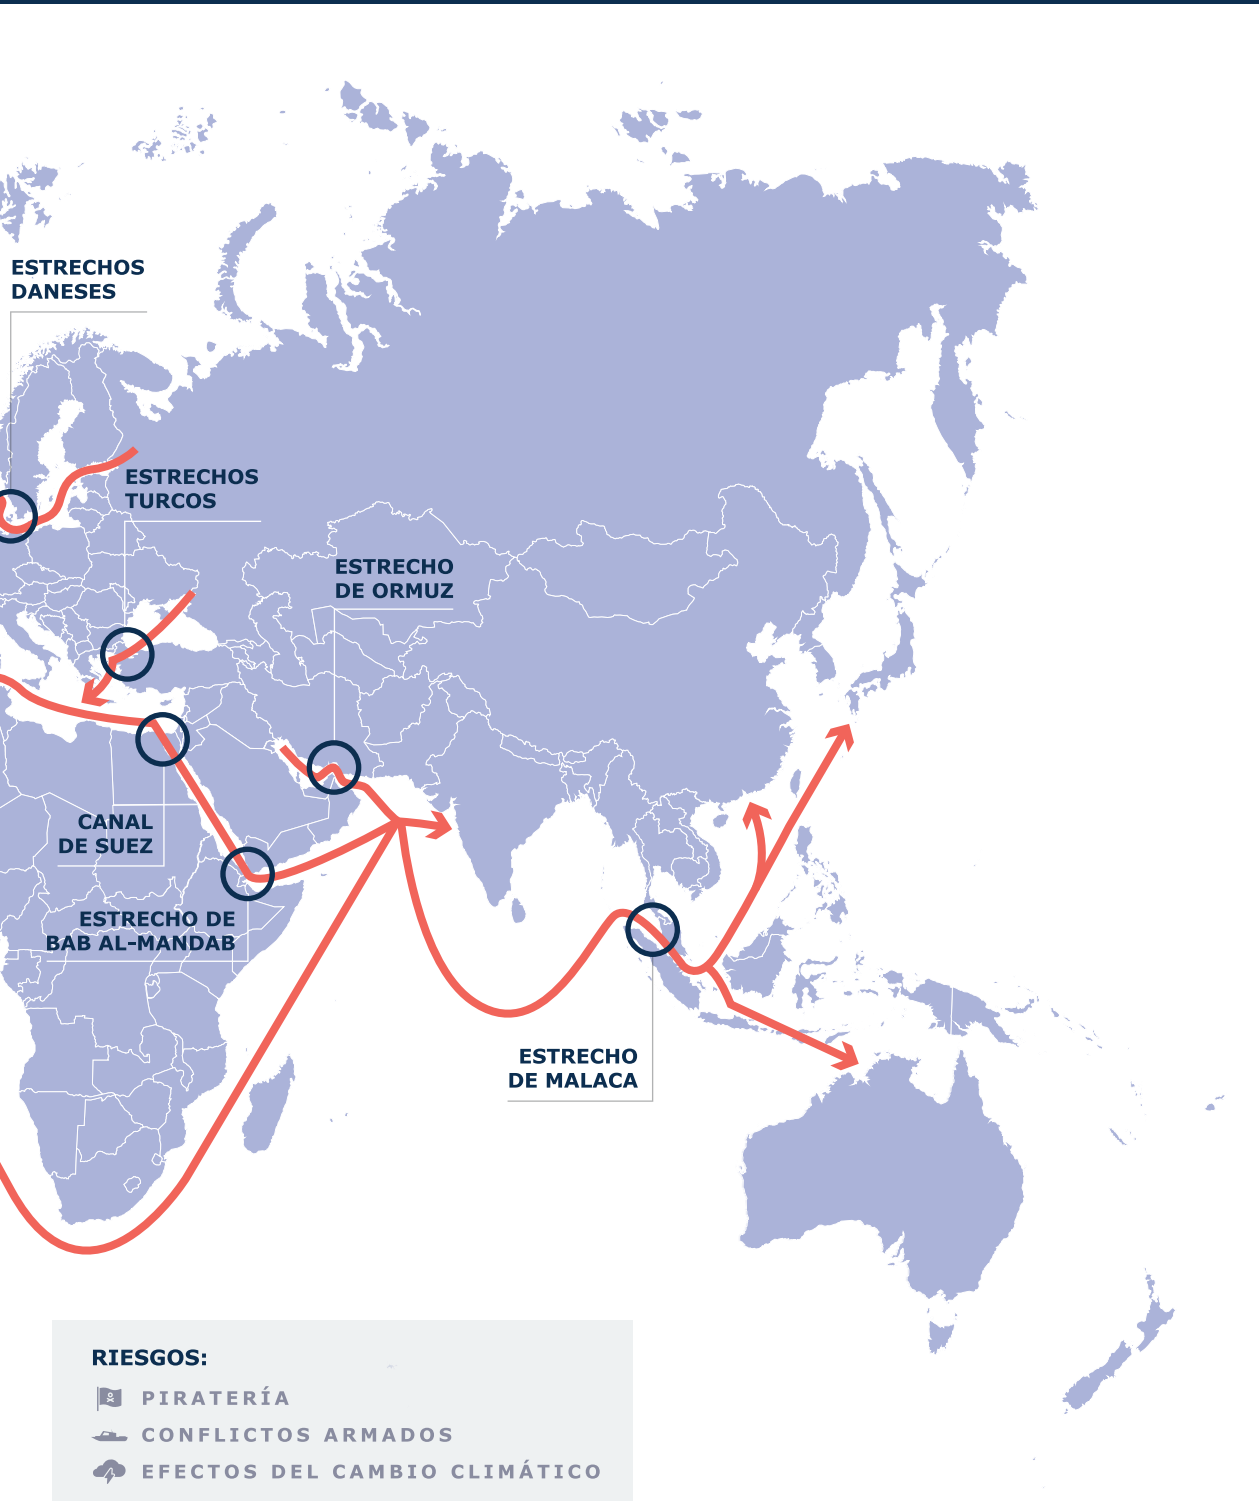 ESTRECHOS
DANESES
ESTRECHOS
TURCOS
ESTRECHO
DE ORMUZ
CANAL
DE SUEZ
ESTRECHO DE
BAB AL-MANDAB
ESTRECHO
DE MALACA
RIESGOS:
PIRATERÍA
CONFLICTOS ARMADOS
EFECTOS DEL CAMBIO CLIMÁTICO